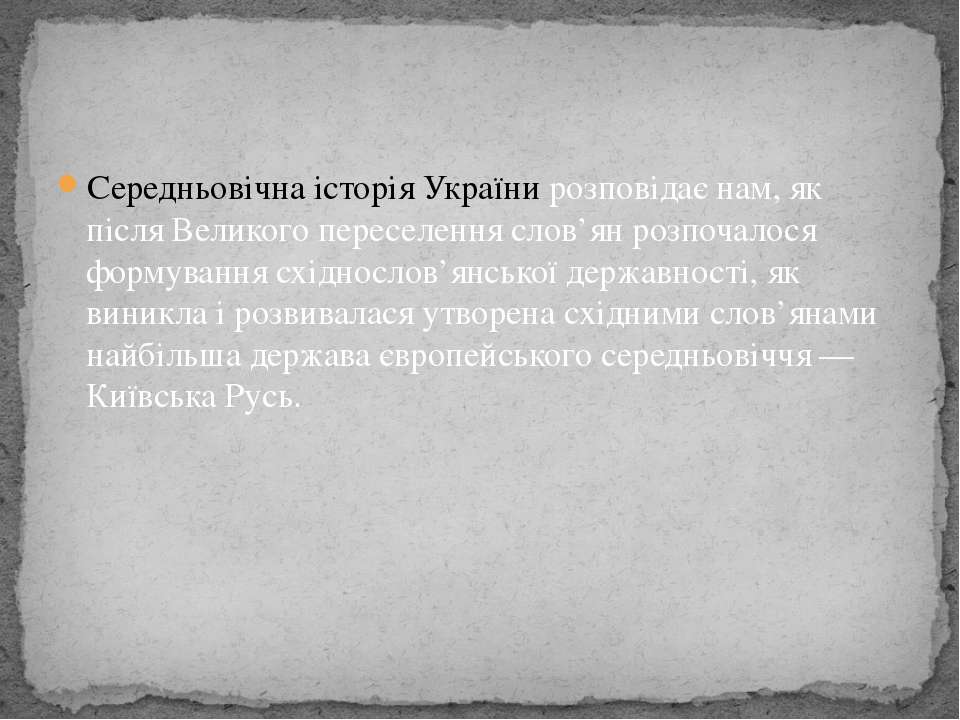 Середньовічна історія України розповідає нам, як
після Великого переселення слов’ян розпочалося
формування східнослов’янської державності, як
виникла і розвивалася утворена східними слов’янами
найбільша держава європейського середньовіччя —
Київська Русь.